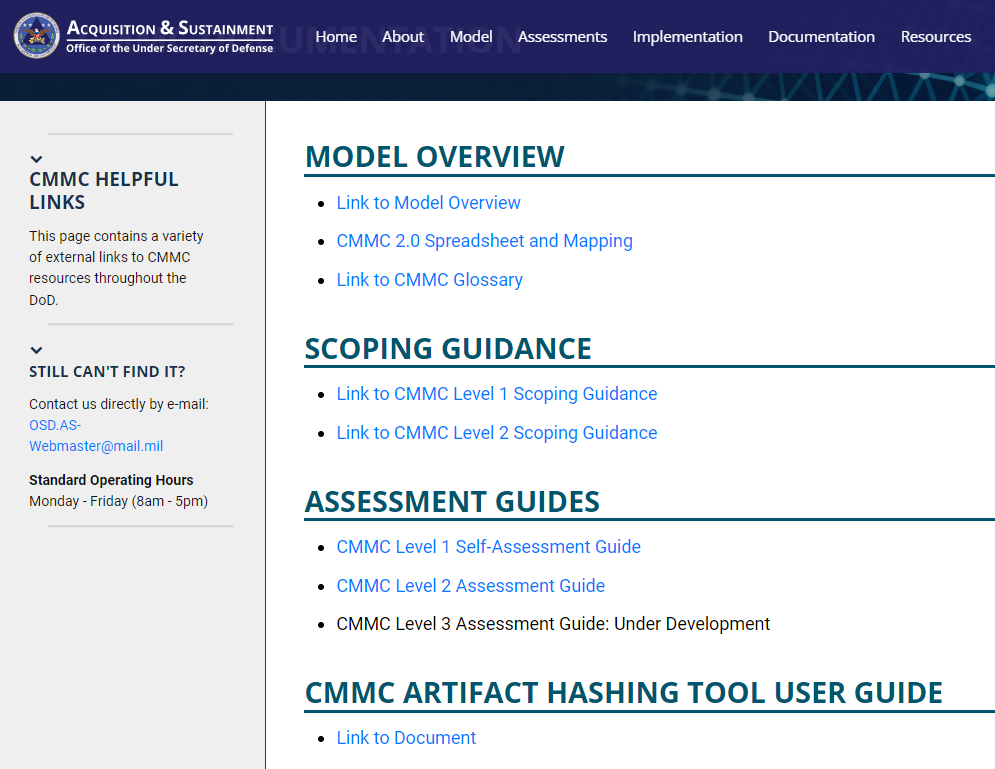 ACQUISITION & SUSTAINMENT
Office of the Under Secretary of Defense
Home About Model Assessments Implementation Documentation Resources
CMMC HELPFUL
LINKS
This page contains a variety
of external links to CMMC
resources throughout the
DoD.
STILL CAN'T FIND IT?
Contact us directly by e-mail:
OSD.AS-
Webmaster@mail.mil
Standard Operating Hours
Monday - Friday (8am - 5pm)
MODEL OVERVIEW
Link to Model Overview
CMMC 2.0 Spreadsheet and Mapping
Link to CMMC Glossary
SCOPING GUIDANCE
Link to CMMC Level 1 Scoping Guidance
Link to CMMC Level 2 Scoping Guidance
ASSESSMENT GUIDES
CMMC Level 1 Self-Assessment Guide
CMMC Level 2 Assessment Guide
CMMC Level 3 Assessment Guide: Under Development
CMMC ARTIFACT HASHING TOOL USER GUIDE
Link to Document